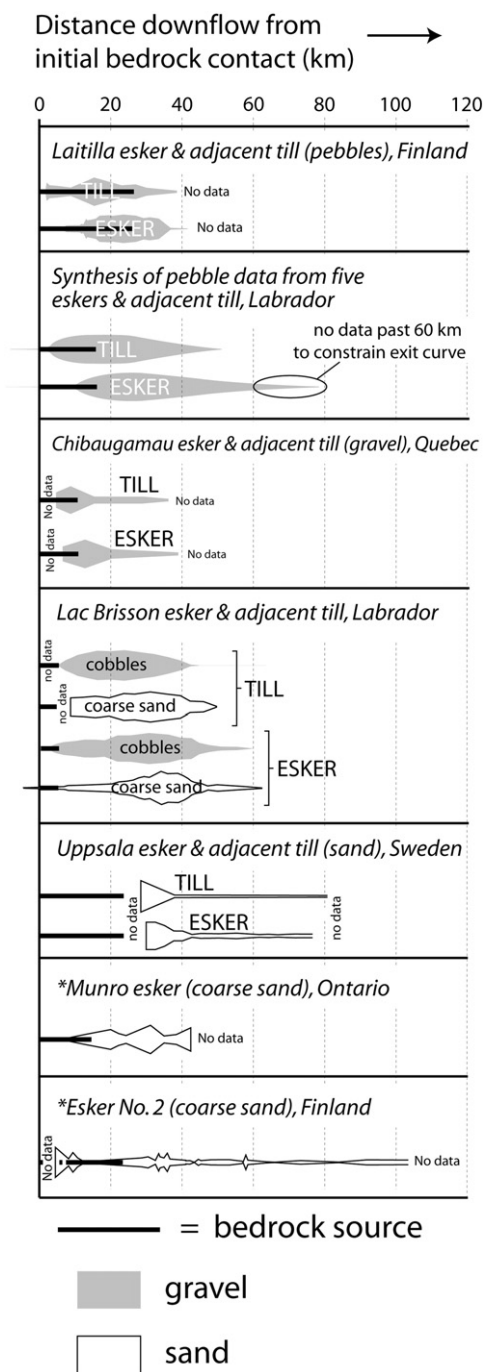 Distance downflow from
initial bedrock contact (km)
0 20 40 60 80 100 120
Laitilla esker & adjacent till (pebbles), Finland
TILL No data
ESKER No data
Synthesis of pebble data from five
eskers & adjacent till, Labrador
no data past 60 km
to constrain exit curve
TILL
ESKER
Chibaugamau esker & adjacent till (gravel), Quebec
No data TILL No data
No data ESKER No data
Lac Brisson esker & adjacent till, Labrador
no data cobbles
no data coarse sand
TILL
cobbles
coarse sand
ESKER
Uppsala esker & adjacent till (sand), Sweden
TILL
no data no data
ESKER
*Munro esker (coarse sand), Ontario
No data
*Esker No. 2 (coarse sand), Finland
No data No data
= bedrock source
gravel
sand